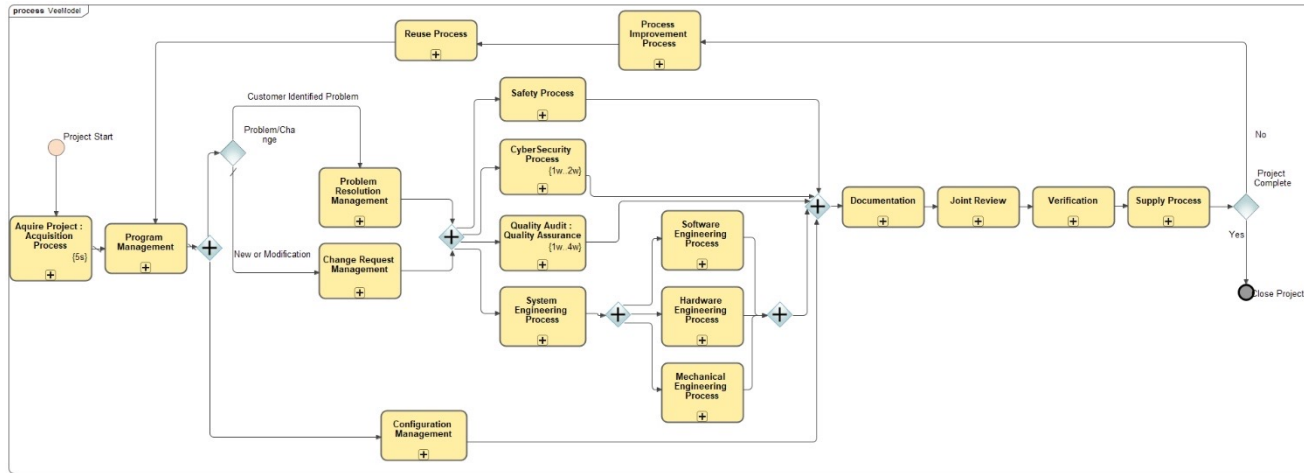 process VeeModel
Reuse Process
Process
Improvement
Process
Customer Identified Problem
Safety Process
Project Start
Problem/Cha
nge
No
CyberSecurity
Process
{1w..2w}
Problem
Resolution
Management
Project
Complete
Aquire Project :
Acquisition
Process
{5s}
Program
Management
Quality Audit :
Quality Assurance
{1w..4w}
Software
Engineering
Process
Documentation
Joint Review
Verification
Supply Process
New or Modification
Change Request
Management
Yes
System
Engineering
Process
Hardware
Engineering
Process
Close Project
Mechanical
Engineering
Process
Configuration
Management